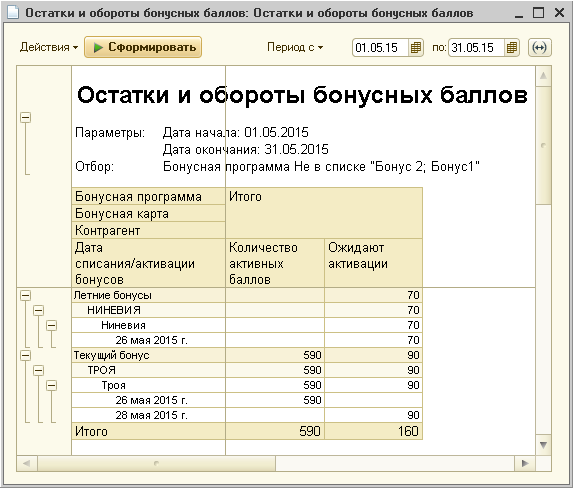 Остатки и обороты бонусных баллов: Остатки и обороты бонусных баллов
Действия Сформировать Период с 01.05.15 по: 31.05.15
Остатки и обороты бонусных баллов
Параметры: Дата начала: 01.05.2015
Дата окончания: 31.05.2015
Отбор: Бонусная программа Не в списке "Бонус 2; Бонус1"
Бонусная программа Итого
Бонусная карта
Контрагент
Дата Количество Ожидают
списания/активации активных активации
бонусов баллов
Летние бонусы 70
НИНЕВИЯ 70
Ниневия 70
26 мая 2015 г. 70
Текущий бонус 590 90
ТРОЯ 590 90
Троя 590 90
26 мая 2015 г. 590
28 мая 2015 г. 90
Итого 590 160